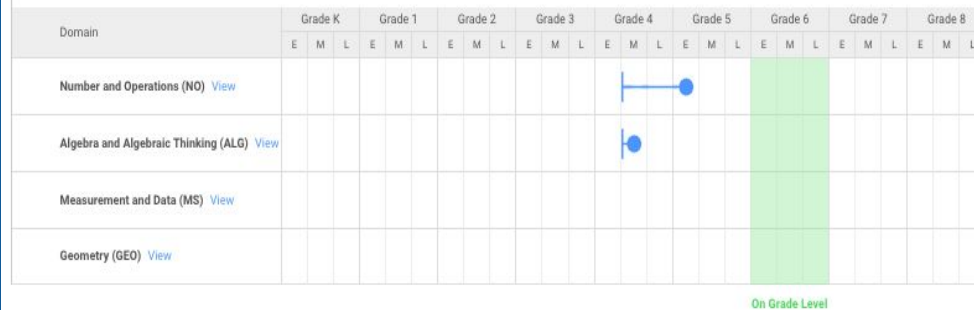 Domain Grade K Grade 1 Grade 2 Grade 3 Grade 4 Grade 5 Grade 6 Grade 7 Grade 8
E M L E M L E M L E M L E M L E M L E M L E M L E M L
Number and Operations (NO) View
Algebra and Algebraic Thinking (ALG) View
Measurement and Data (MS) View
Geometry (GEO) View
On Grade Level